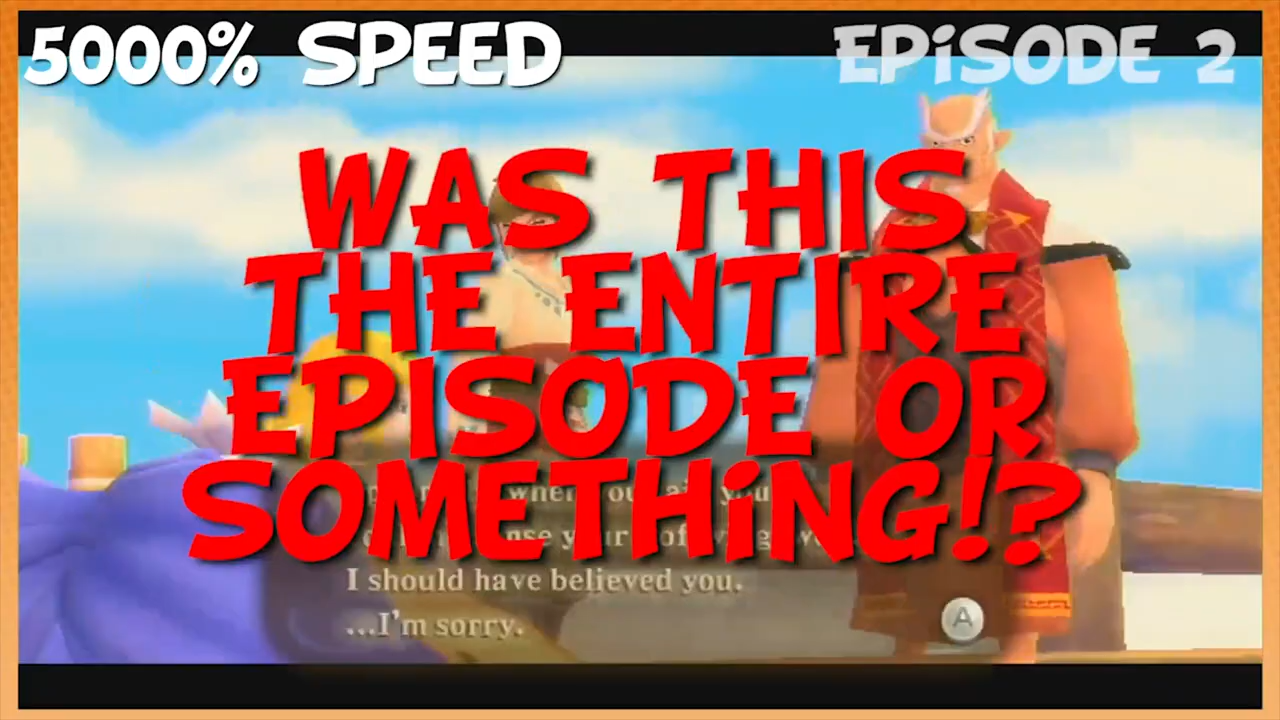 5000% SPEED
EPISODE 2
WAS THIS
THE ENTIRE
EPISODE OR
SOMETHING!?
I should have believed you.
...I'm sorry.
A